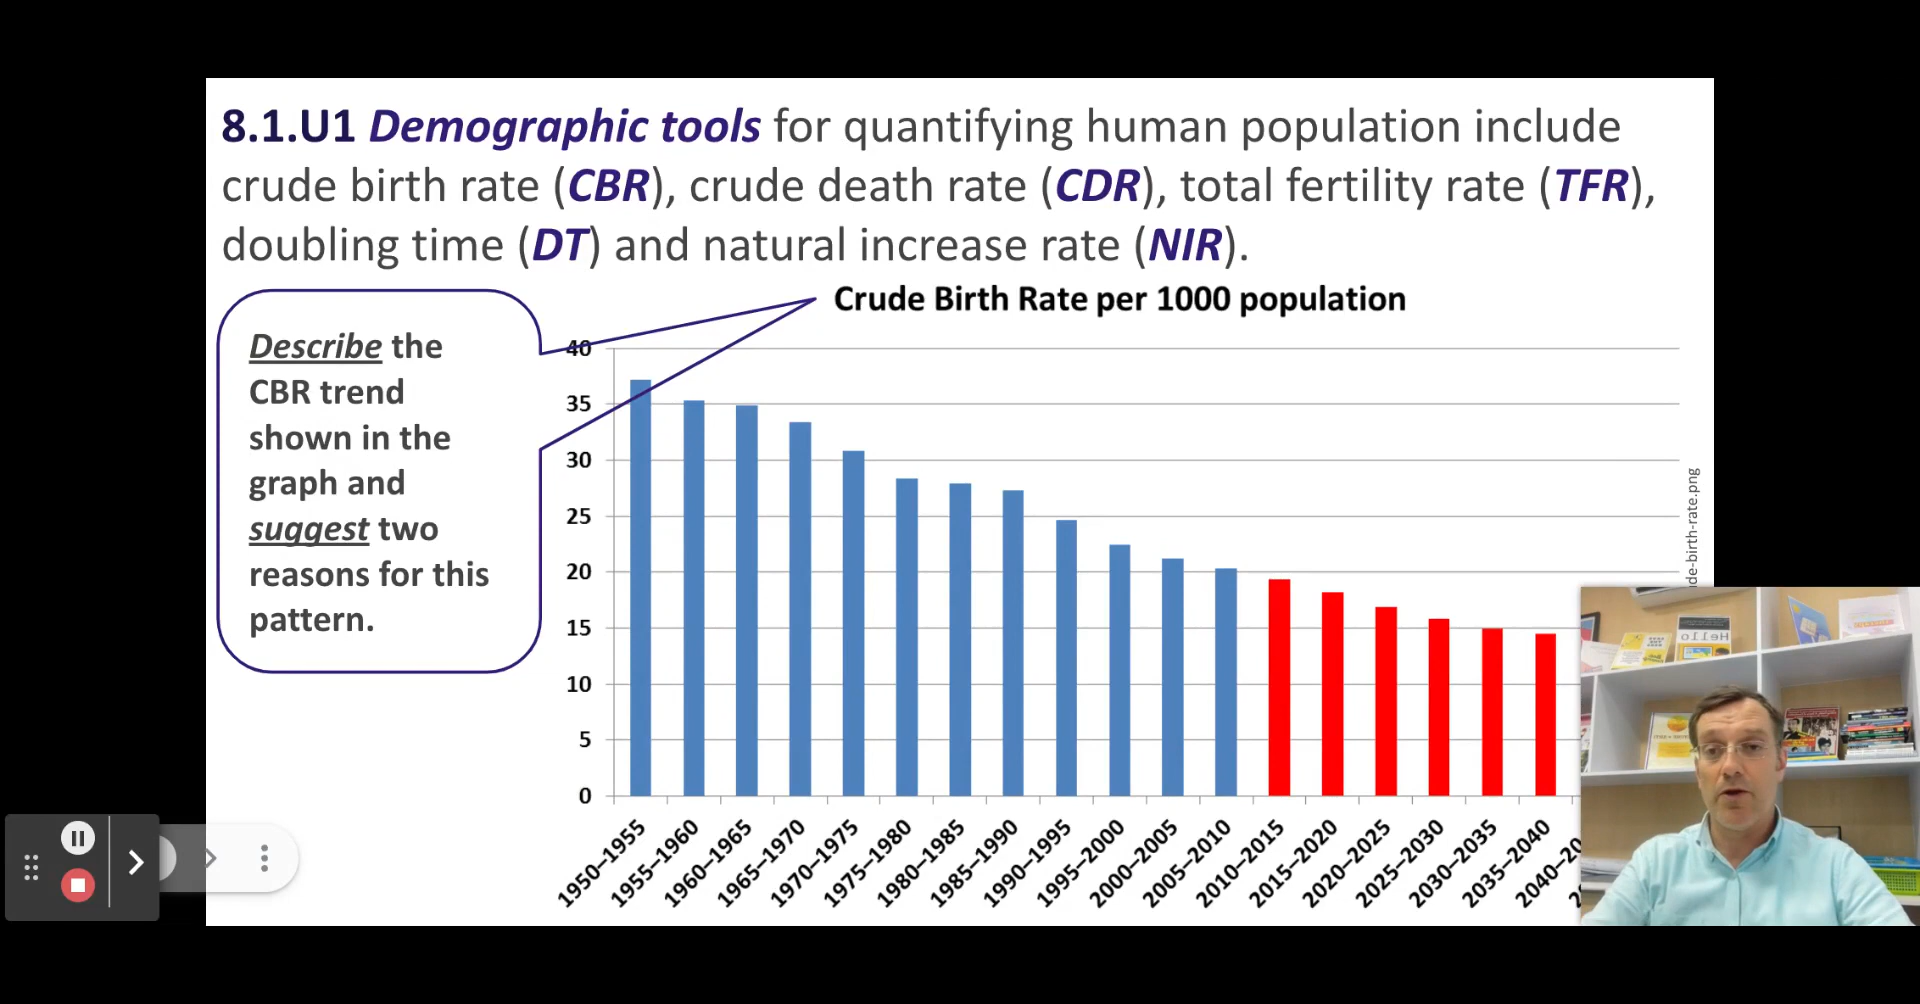 8.1.U1 Demographic tools for quantifying human population include
crude birth rate (CBR), crude death rate (CDR), total fertility rate (TFR),
doubling time (DT) and natural increase rate (NIR).
Crude Birth Rate per 1000 population
Describe the
CBR trend
shown in the
graph and
suggest two
reasons for this
pattern.
40
35
30
25
20
15
10
5
0
1950–1955
1955–1960
1960–1965
1965–1970
1970–1975
1975–1980
1980–1985
1985–1990
1990–1995
1995–2000
2000–2005
2005–2010
2010–2015
2015–2020
2020–2025
2025–2030
2030–2035
2035–2040
2040–20
de-birth-rate.png
Hello